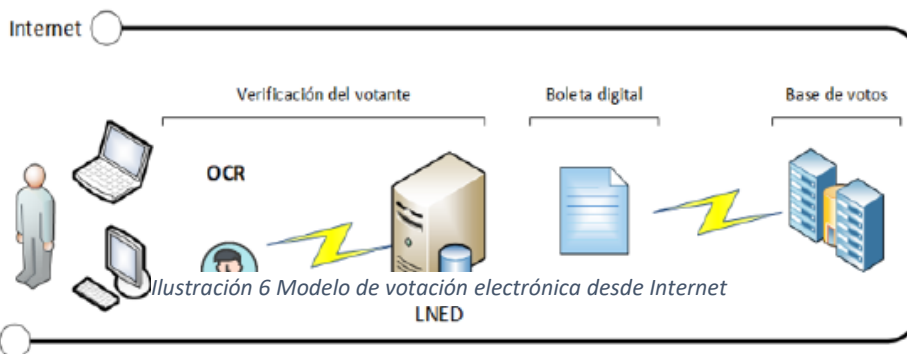 Internet
Verificación del votante
Boleta digital
Base de votos
OCR
Ilustración 6 Modelo de votación electrónica desde Internet
LNED